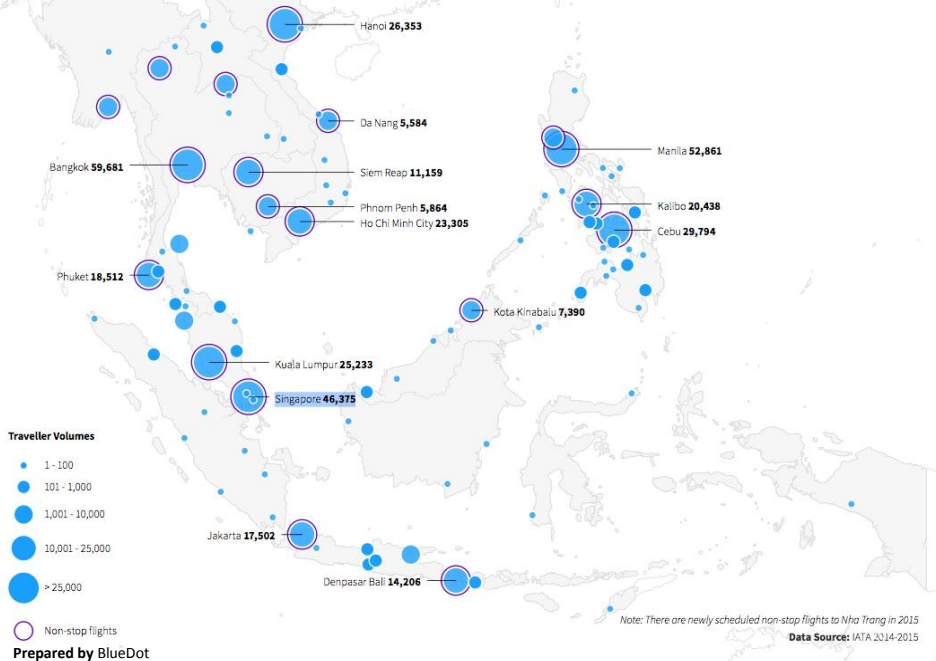 Hanoi 26,353
Da Nang 5,584
Manila 52,861
Bangkok 59,681
Siem Reap 11,159
Phnom Penh 5,864
Kalibo 20,438
Ho Chi Minh City 23,305
Cebu 29,794
Phuket 18,512
Kota Kinabalu 7,390
Kuala Lumpur 25,233
Singapore 46,375
Traveller Volumes
1 - 100
101 - 1,000
1,001 - 10,000
10,001 - 25,000
> 25,000
Non-stop flights
Jakarta 17,502
Denpasar Bali 14,206
Note: There are newly scheduled non-stop flights to Nha Trang in 2015
Data Source: IATA 2014-2015
Prepared by BlueDot